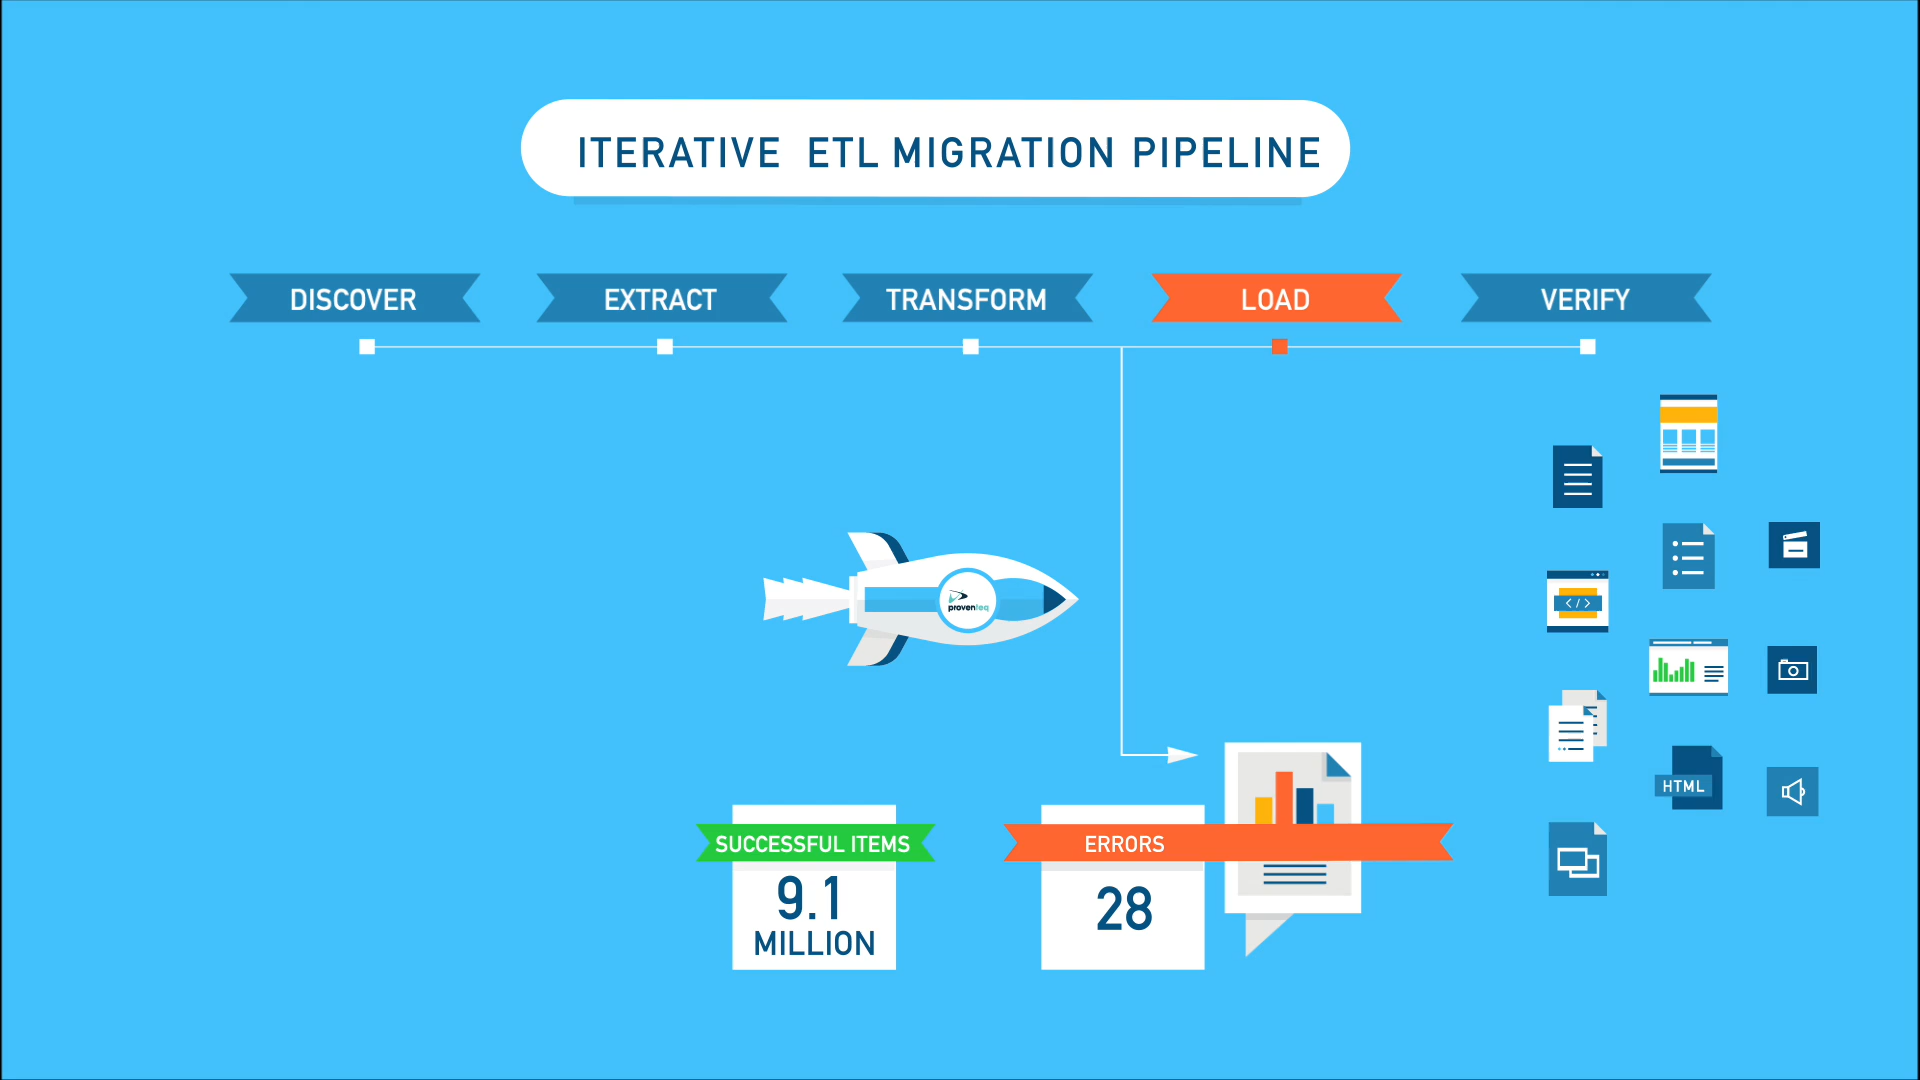 ITERATIVE ETL MIGRATION PIPELINE
DISCOVER
EXTRACT
TRANSFORM
LOAD
VERIFY
</>
proventeq
HTML
SUCCESSFUL ITEMS
9.1
MILLION
ERRORS
28